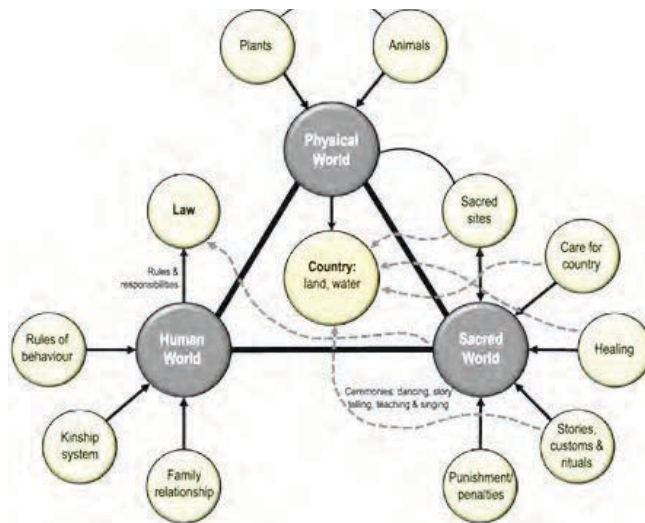 Plants
Animals
Physical
World
Law
Sacred
sites
Country:
land, water
Care for
country
Rules &
responsibilities
Rules of
behaviour
Human
World
Sacred
World
Healing
Ceremonies: dancing, story
telling, teaching & singing
Kinship
system
Stories,
customs &
rituals
Family
relationship
Punishment/
penalties